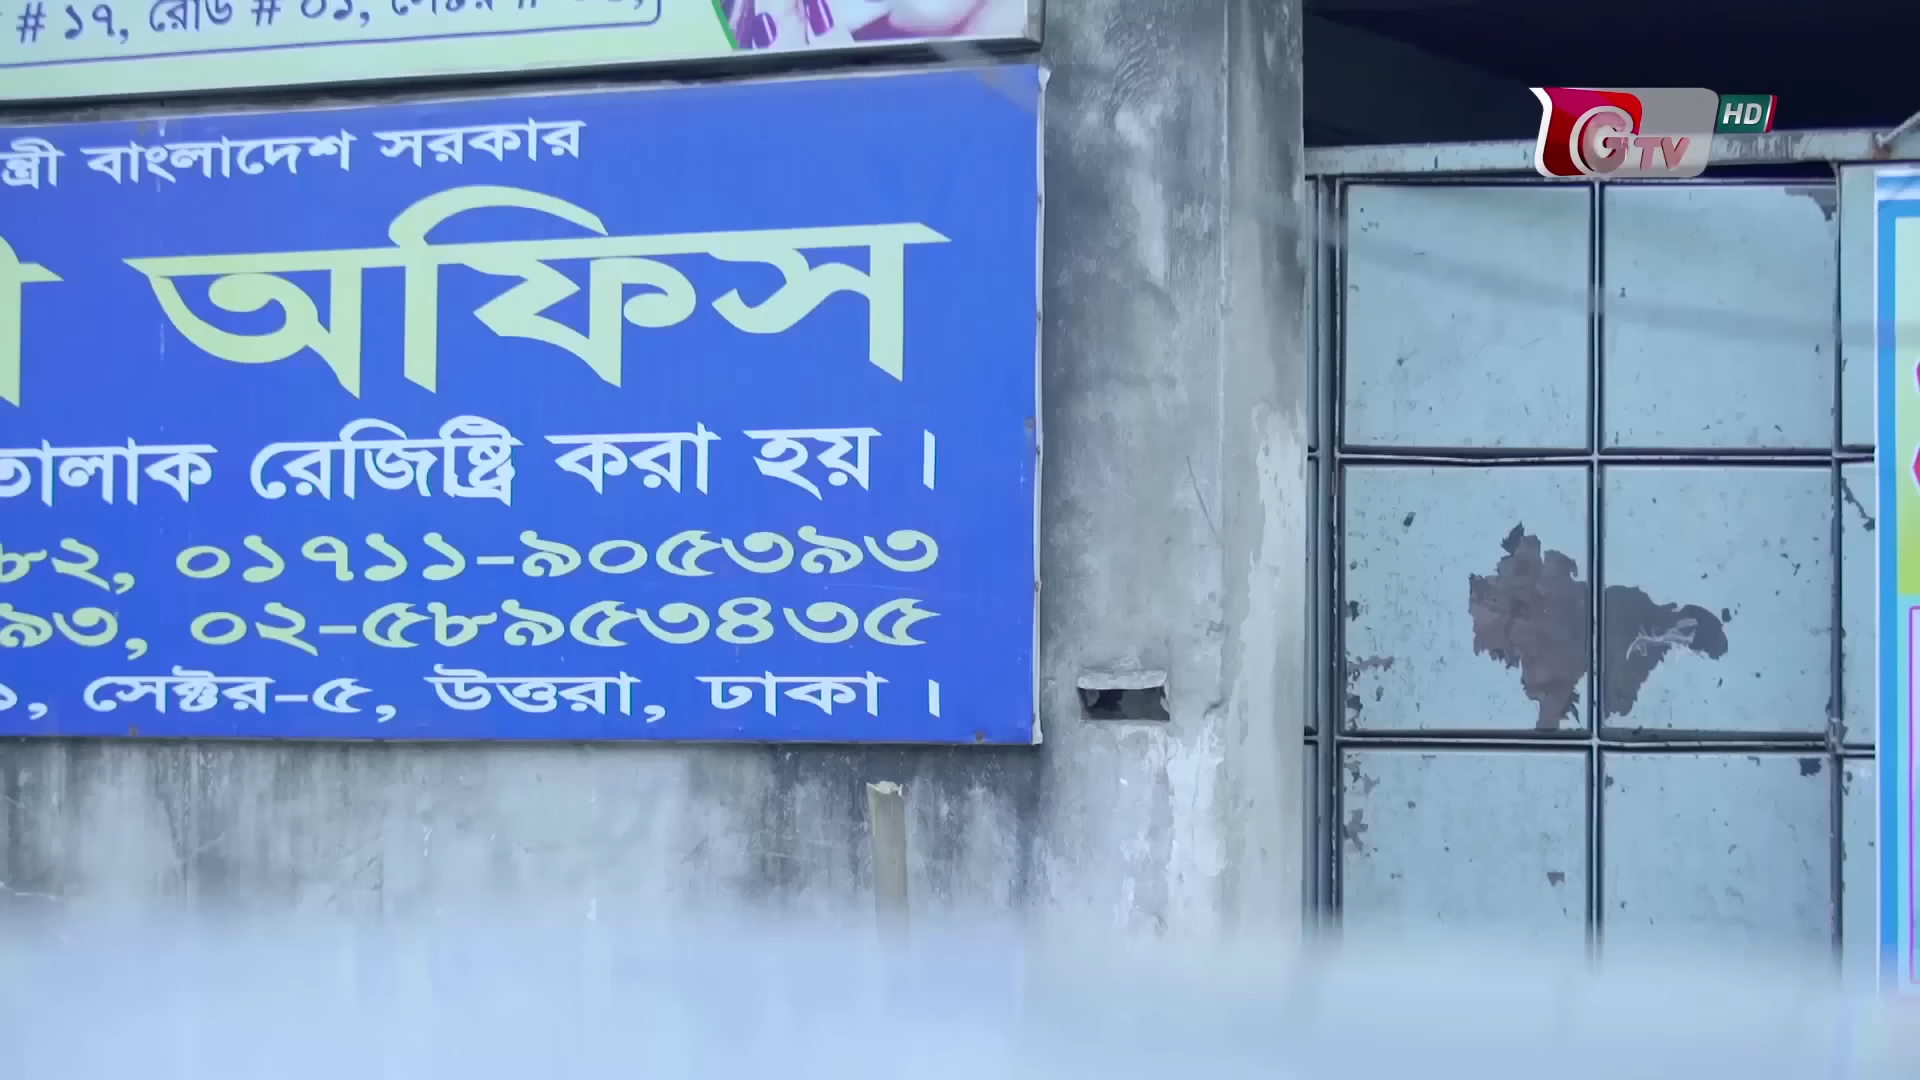 # ১৭, রোড # ০১,
বাংলাদেশ সরকার
অফিস
তালাক রেজিষ্ট্রি করা হয় ।
৮২, ০১৭১১-৯০৫৩৯৩
৯৩, ০২-৫৮৯৫৩৪৩৫
সেক্টর-৫, উত্তরা, ঢাকা ।
GTV HD